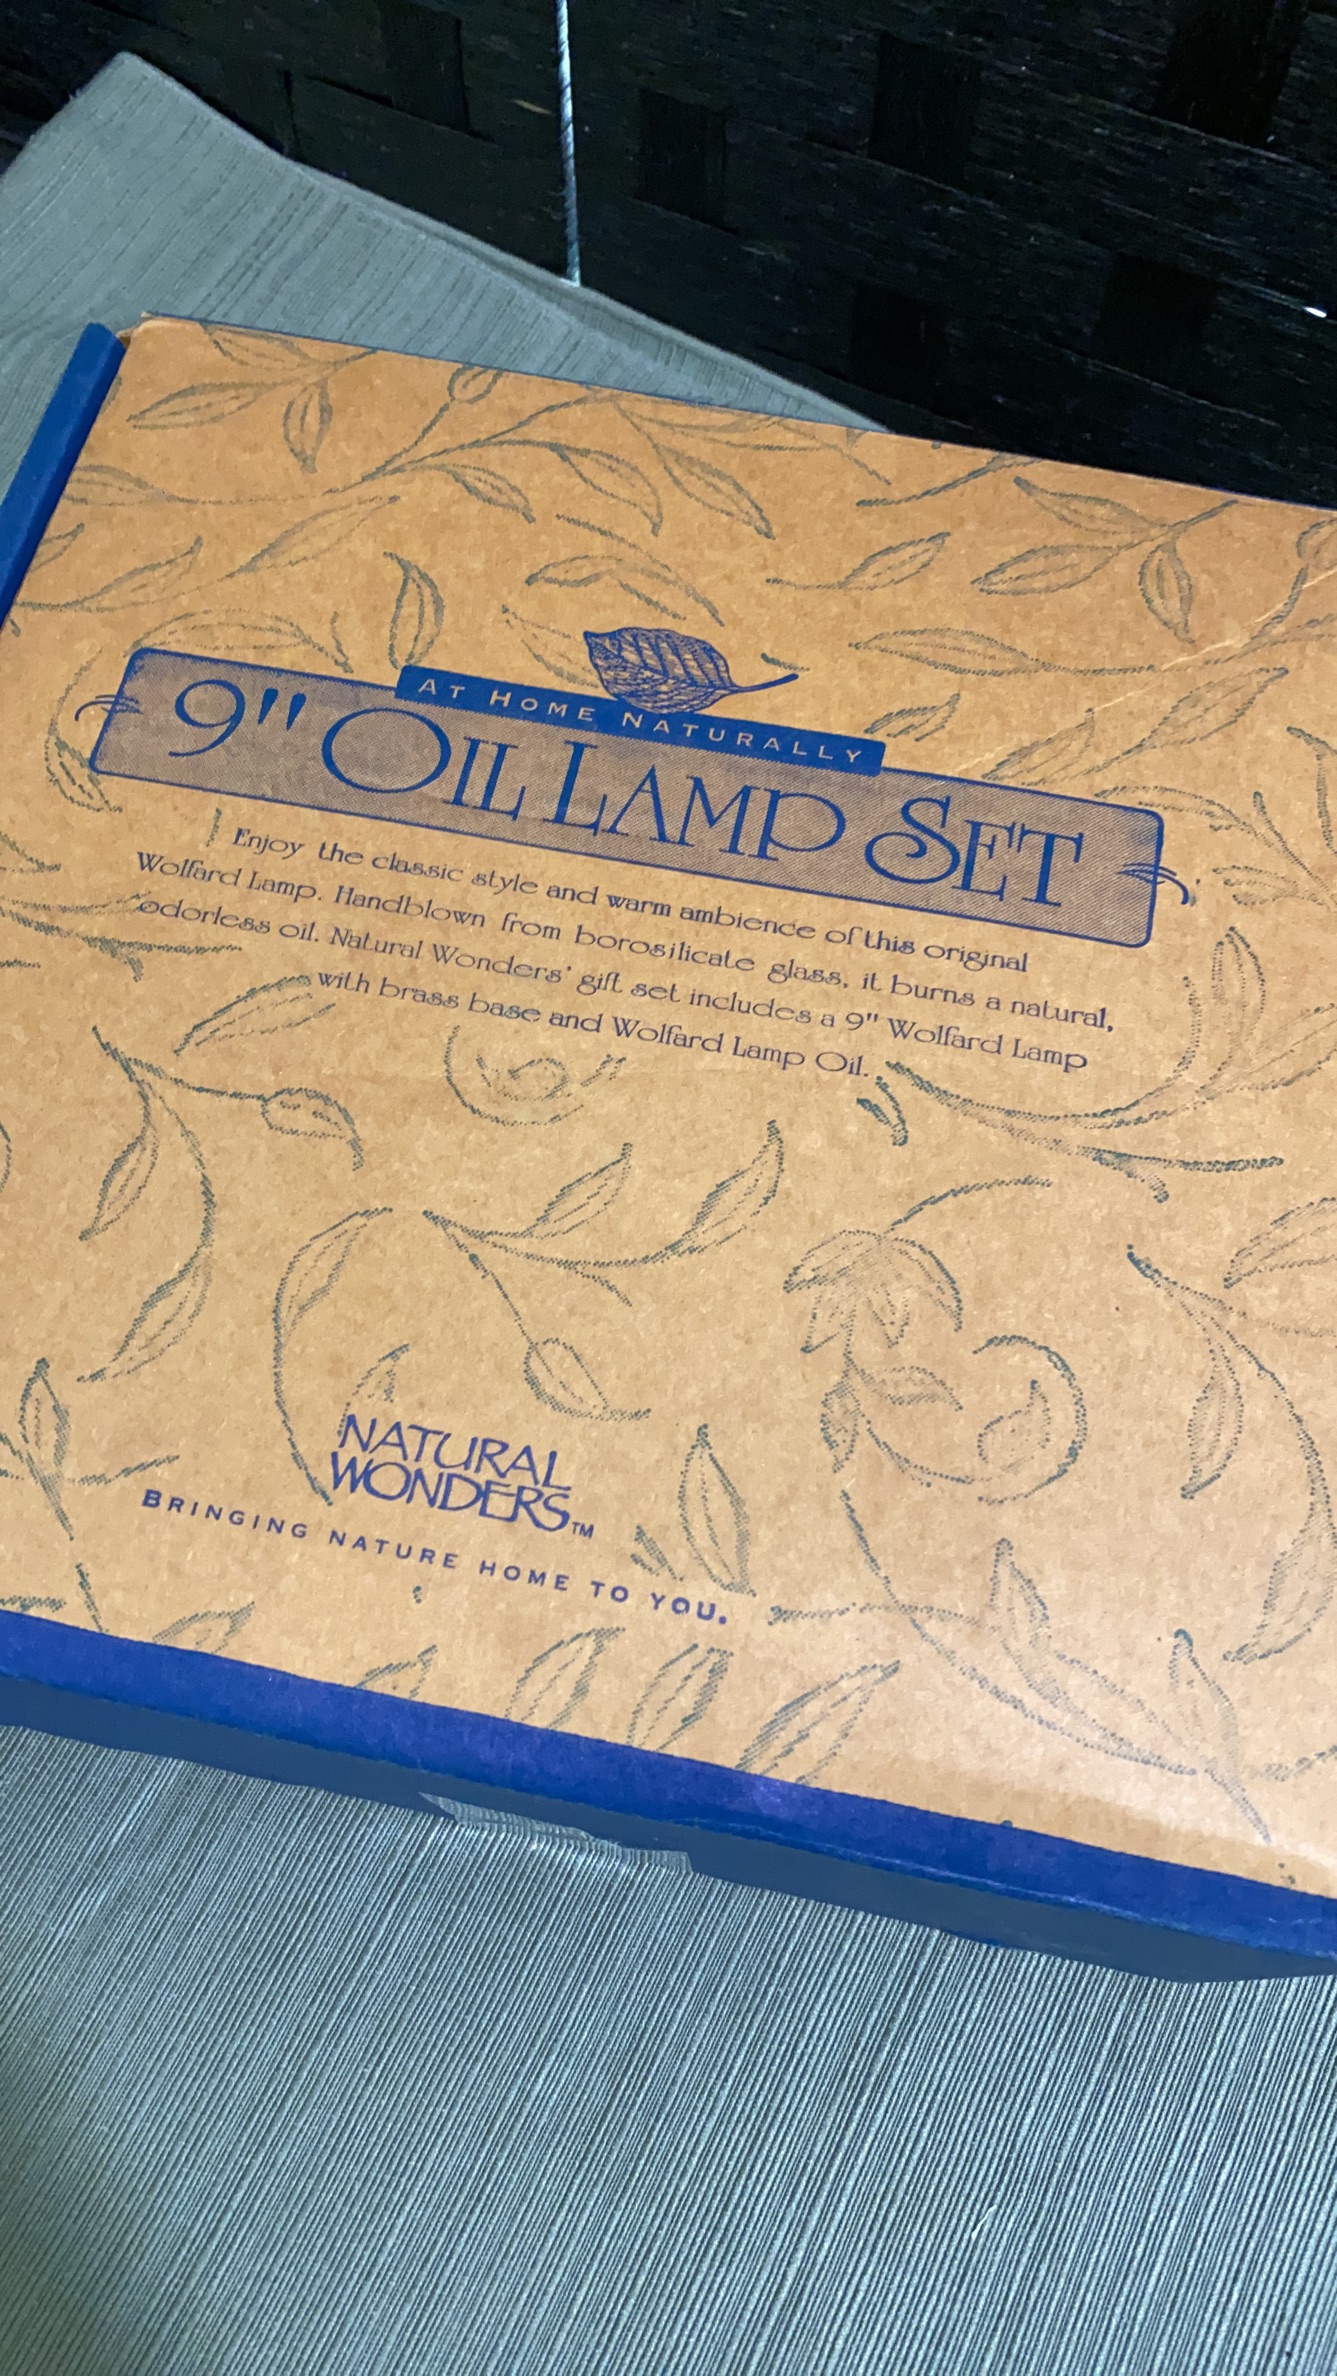 AT HOME NATURALLY
9" OIL LAMP SET
Enjoy the classic style and warm ambience of this original
Wolfard Lamp. Handblown from borosilicate glass, it burns a natural,
odorless oil. Natural Wonders' gift set includes a 9" Wolfard Lamp
with brass base and Wolfard Lamp Oil.
NATURAL
WONDERS™
BRINGING NATURE HOME TO YOU.